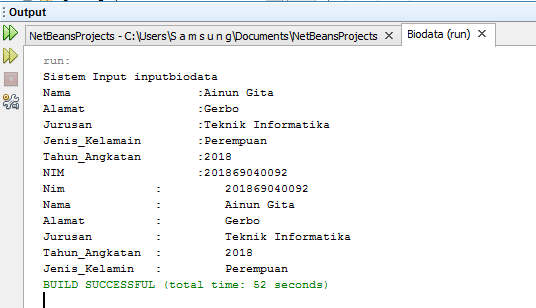 Output
NetBeansProjects - C:\Users\S a m s u n g\Documents\NetBeansProjects × Biodata (run) ×
run:
Sistem Input inputbiodata
Nama :Ainun Gita
Alamat :Gerbo
Jurusan :Teknik Informatika
Jenis_Kelamain :Perempuan
Tahun_Angkatan :2018
NIM :201869040092
Nim : 201869040092
Nama : Ainun Gita
Alamat : Gerbo
Jurusan : Teknik Informatika
Tahun_Angkatan : 2018
Jenis_Kelamin : Perempuan
BUILD SUCCESSFUL (total time: 52 seconds)